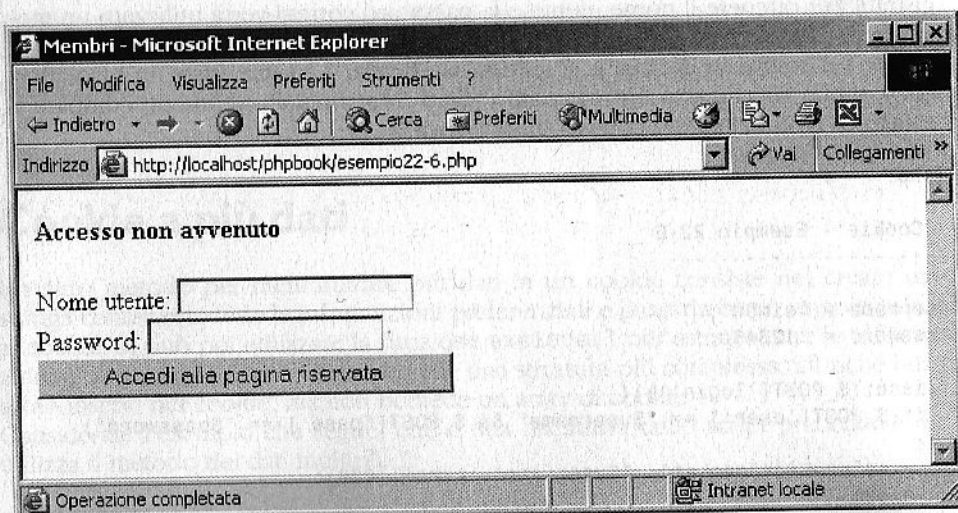 Membri - Microsoft Internet Explorer
File Modifica Visualizza Preferiti Strumenti ?
Indietro Cerca Preferiti Multimedia
Indirizzo http://localhost/phpbook/esempio22-6.php Vai Collegamenti »
Accesso non avvenuto
Nome utente:
Password:
Accedi alla pagina riservata
Operazione completata Intranet locale